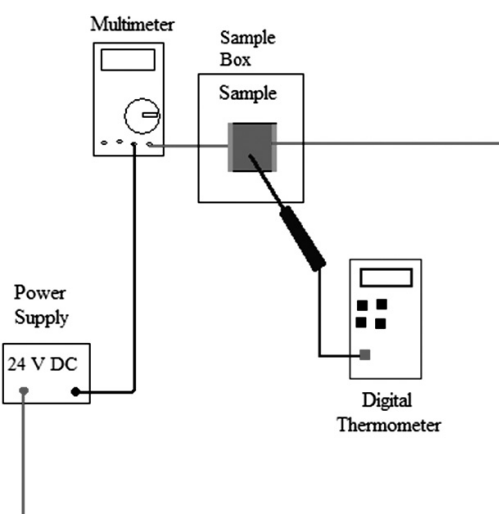 Multimeter
Sample
Box
Sample
Power
Supply
24 V DC
Digital
Thermometer